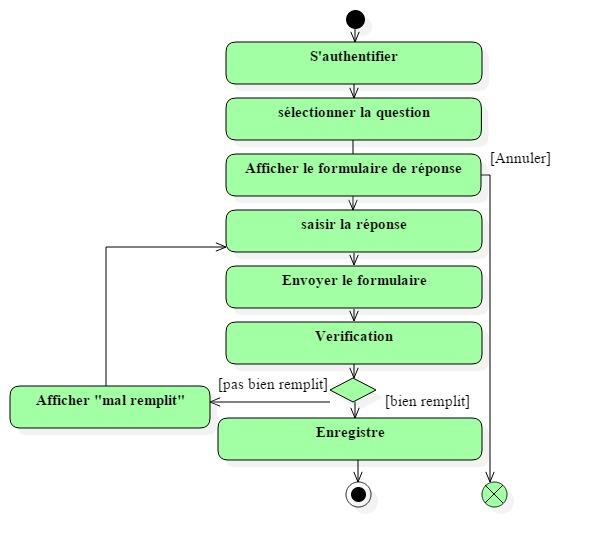 S'authentifier
sélectionner la question
[Annuler]
Afficher le formulaire de réponse
saisir la réponse
Envoyer le formulaire
Verification
[pas bien remplit]
[bien remplit]
Afficher "mal remplit"
Enregistre